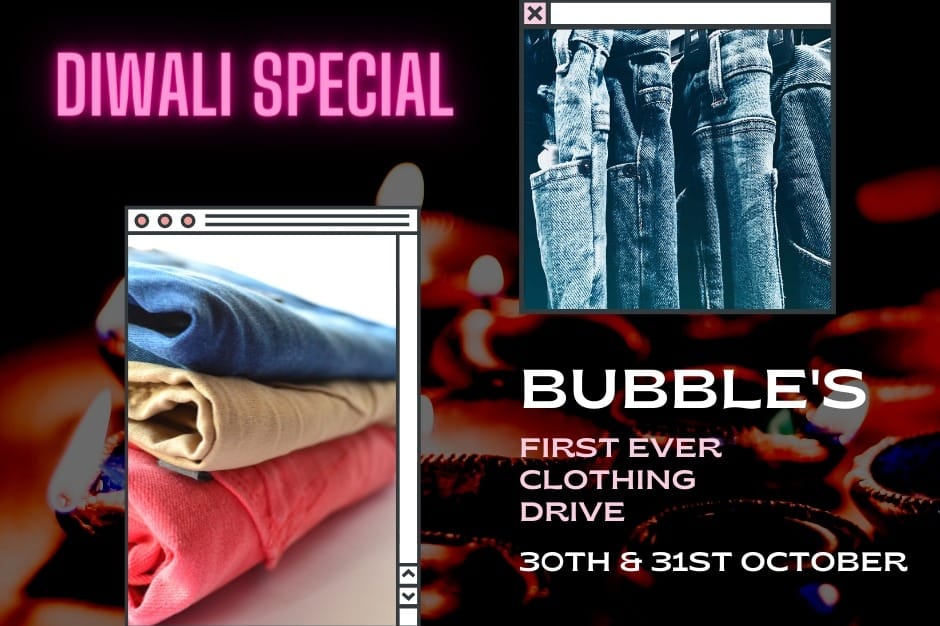 DIWALI SPECIAL
BUBBLE'S
FIRST EVER
CLOTHING
DRIVE
30TH & 31ST OCTOBER